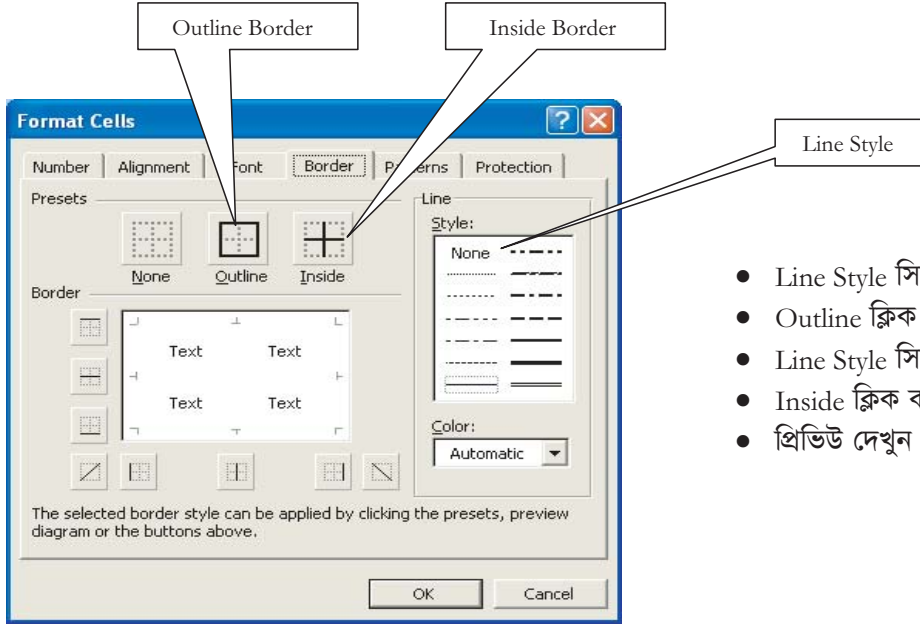 Outline Border
Inside Border
Format Cells
Line Style
Number Alignment Font Border Patterns Protection
Presets
None
Outline
Inside
Line
Style:
None
Border
Text Text
Text Text
Color:
Automatic
The selected border style can be applied by clicking the presets, preview
diagram or the buttons above.
OK
Cancel
Line Style
Outline ক্লিক
Line Style
Inside ক্লিক
প্রিভিউ দেখুন